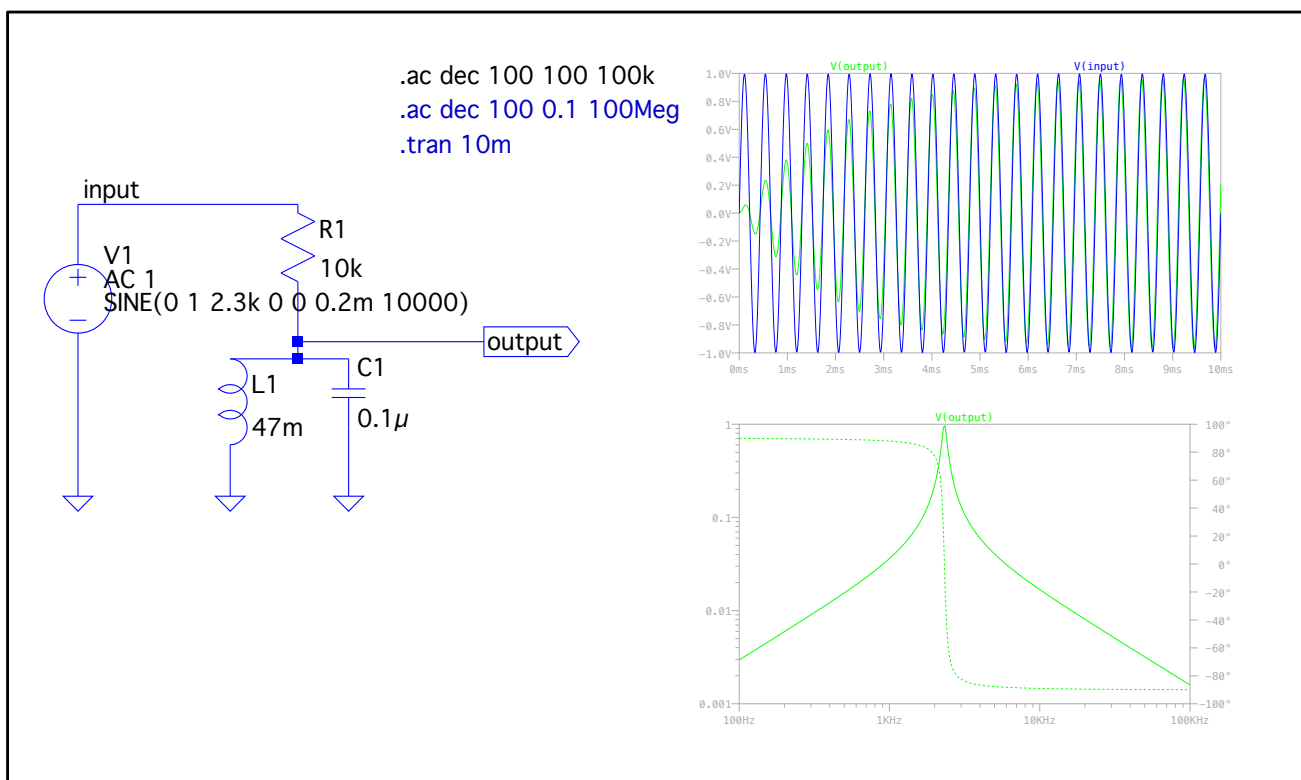 .ac dec 100 100 100k
.ac dec 100 0.1 100Meg
.tran 10m
input
V1
AC 1
SINE(0 1 2.3k 0 0 0.2m 10000)
R1
10k
output
L1
47m
C1
0.1µ
V(output) V(input)
1.0V
0.8V
0.6V
0.4V
0.2V
0.0V
-0.2V
-0.4V
-0.6V
-0.8V
-1.0V
0ms 1ms 2ms 3ms 4ms 5ms 6ms 7ms 8ms 9ms 10ms
V(output)
1 100°
80°
60°
0.1 40°
20°
0°
-20°
0.01 -40°
-60°
-80°
0.001 -100°
100Hz 1KHz 10KHz 100KHz